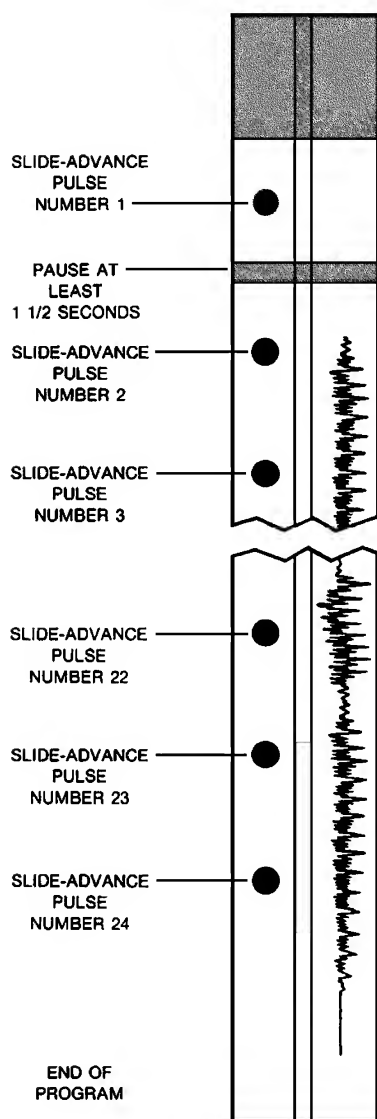 SLIDE-ADVANCE
PULSE
NUMBER 1
PAUSE AT
LEAST
1 1/2 SECONDS
SLIDE-ADVANCE
PULSE
NUMBER 2
SLIDE-ADVANCE
PULSE
NUMBER 3
SLIDE-ADVANCE
PULSE
NUMBER 22
SLIDE-ADVANCE
PULSE
NUMBER 23
SLIDE-ADVANCE
PULSE
NUMBER 24
END OF
PROGRAM